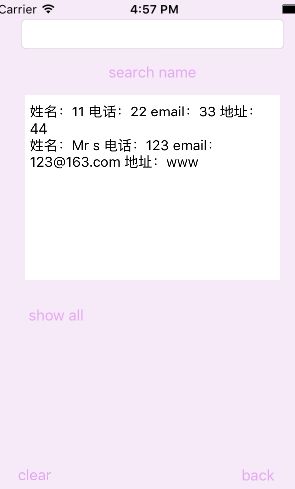 Carrier 4:57 PM
search name
姓名：11 电话：22 email：33 地址：
44
姓名：Mr s 电话：123 email：
123@163.com 地址：www
show all
clear back